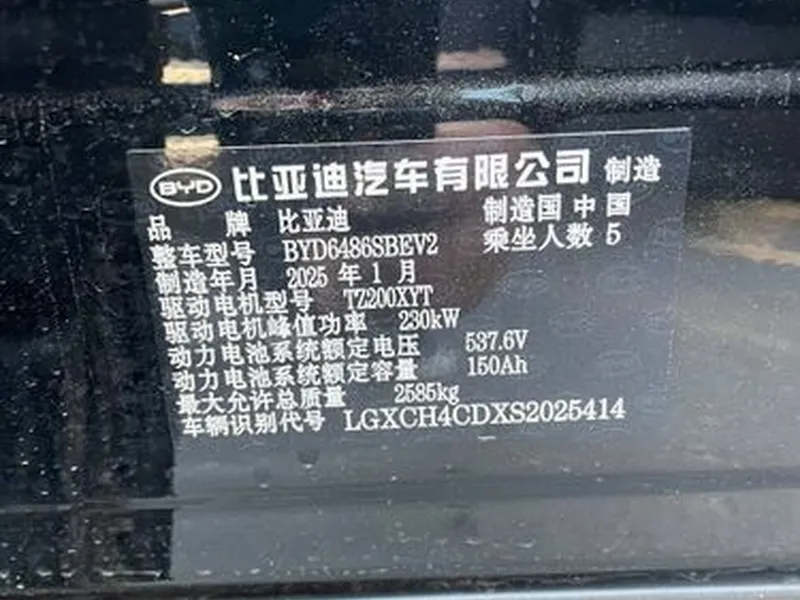 BYD 比亚迪汽车有限公司 制造
品 牌 比亚迪 制造国 中国
整车型号 BYD6486SBEV2 乘坐人数 5
制造年月 2025 年 1 月
驱动电机型号 TZ200XYT
驱动电机峰值功率 230kW
动力电池系统额定电压 537.6V
动力电池系统额定容量 150Ah
最大允许总质量 2585kg
车辆识别代号 LGXCH4CDXS2025414